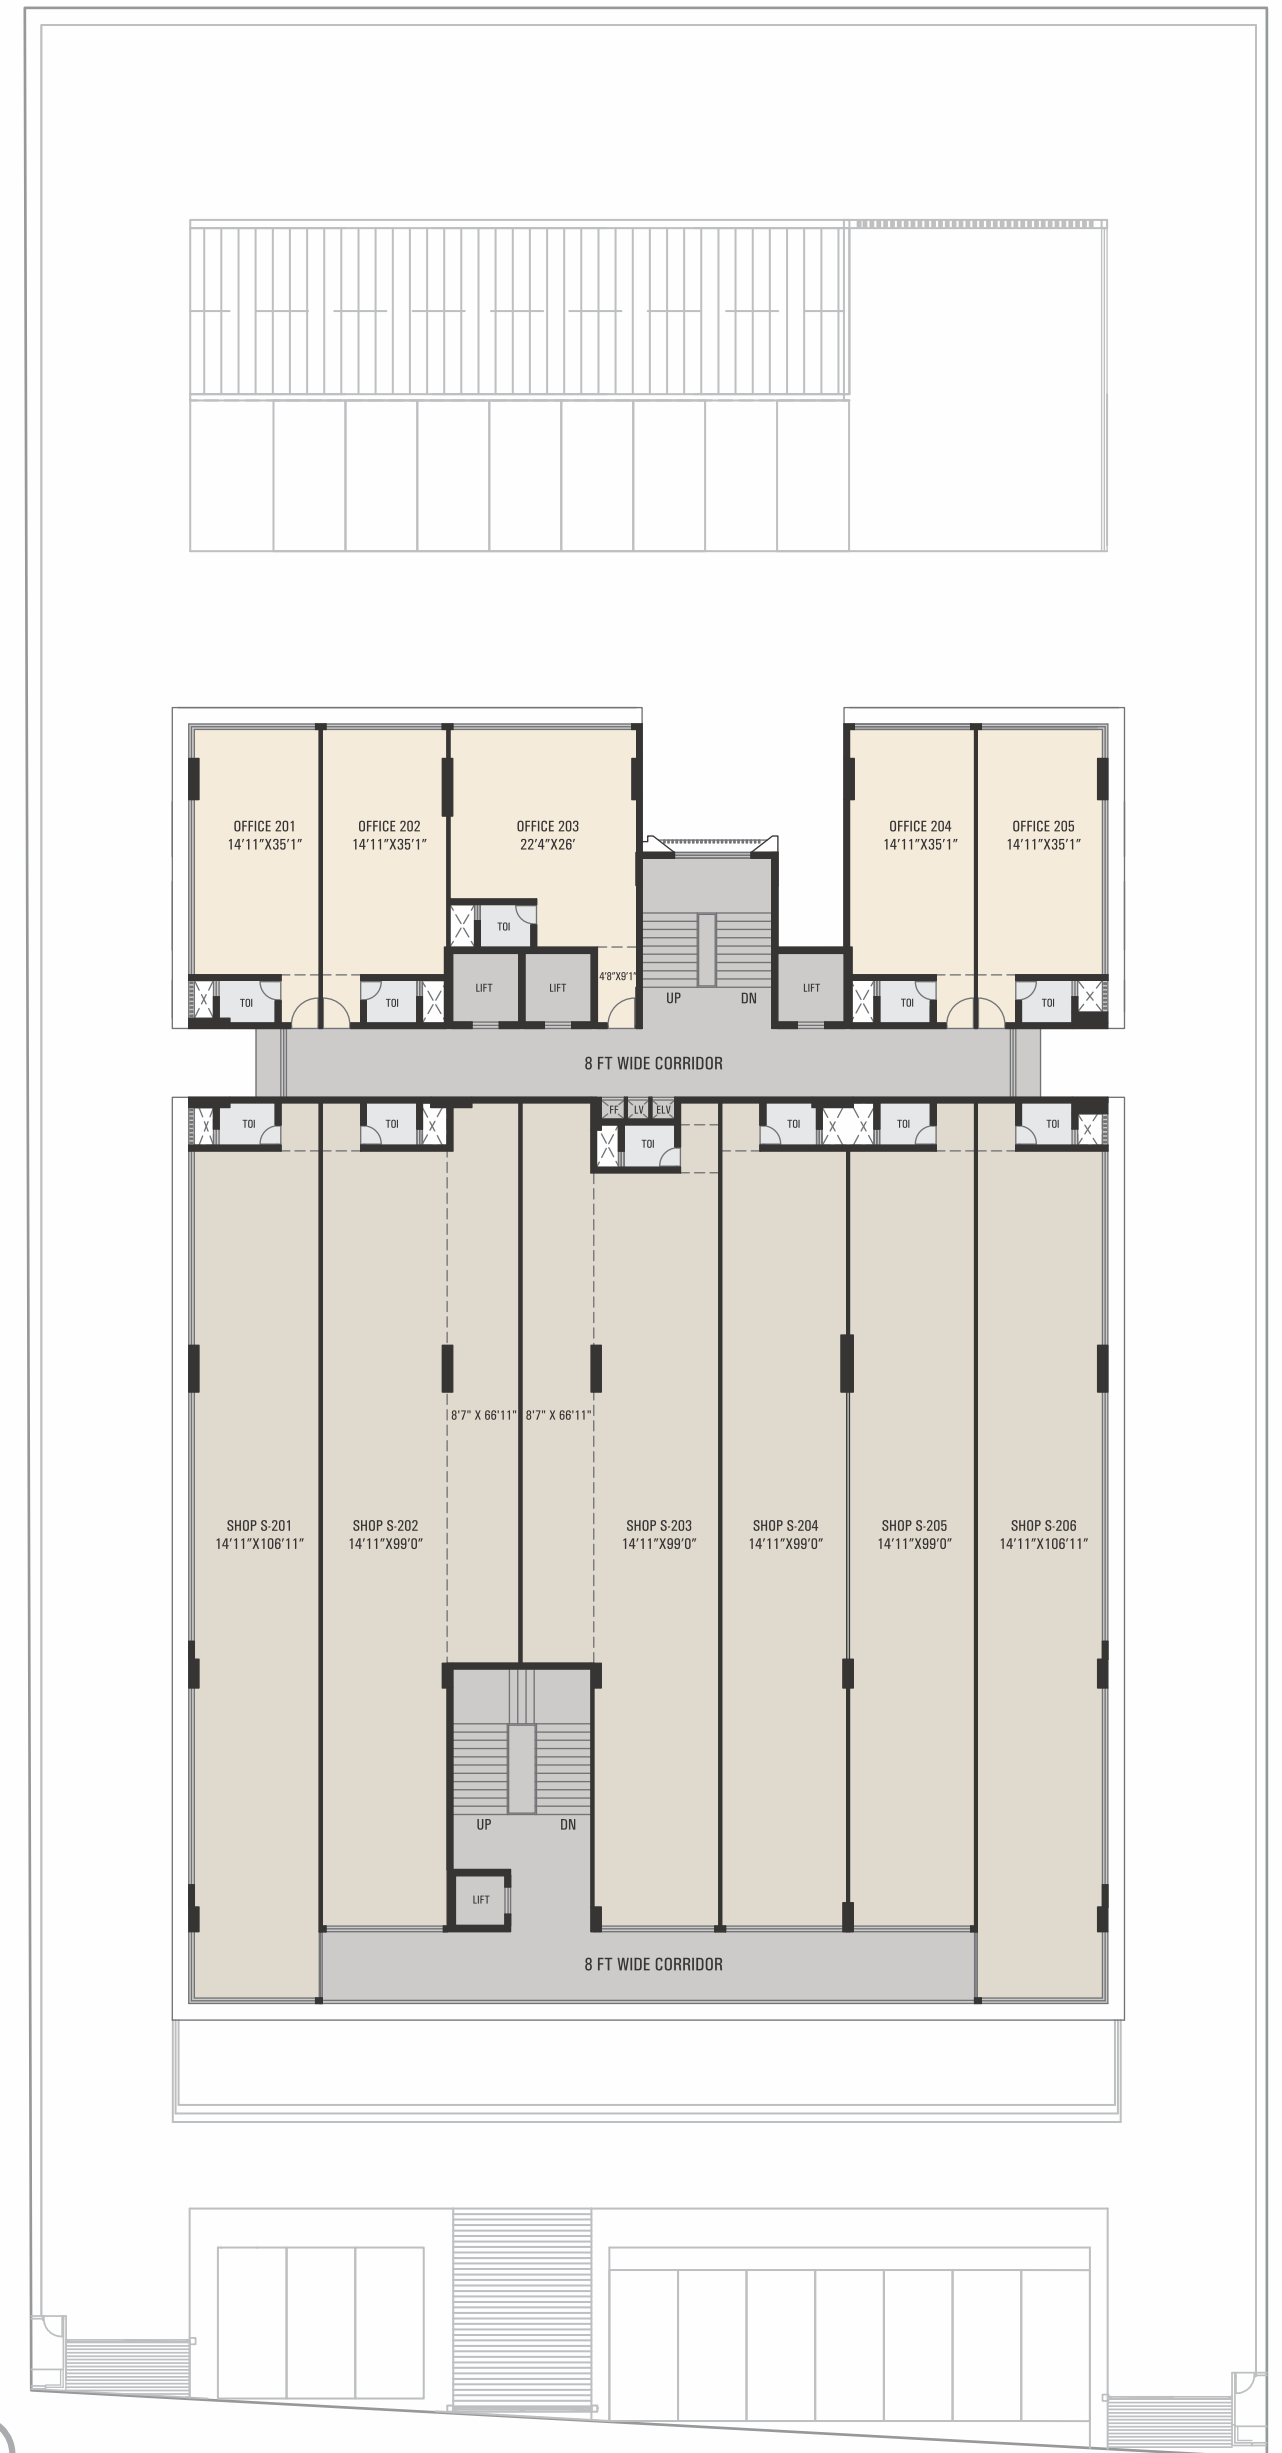 OFFICE 201
14'11"X35'1"
OFFICE 202
14'11"X35'1"
OFFICE 203
22'4"X26'
OFFICE 204
14'11"X35'1"
OFFICE 205
14'11"X35'1"
TOI
4'8"X9'1"
LIFT
LIFT
LIFT
UP
DN
TOI
TOI
TOI
TOI
8 FT WIDE CORRIDOR
FF
LV
ELV
TOI
TOI
TOI
TOI
TOI
TOI
8'7" X 66'11"
8'7" X 66'11"
SHOP S-201
14'11"X106'11"
SHOP S-202
14'11"X99'0"
SHOP S-203
14'11"X99'0"
SHOP S-204
14'11"X99'0"
SHOP S-205
14'11"X99'0"
SHOP S-206
14'11"X106'11"
UP
DN
LIFT
8 FT WIDE CORRIDOR